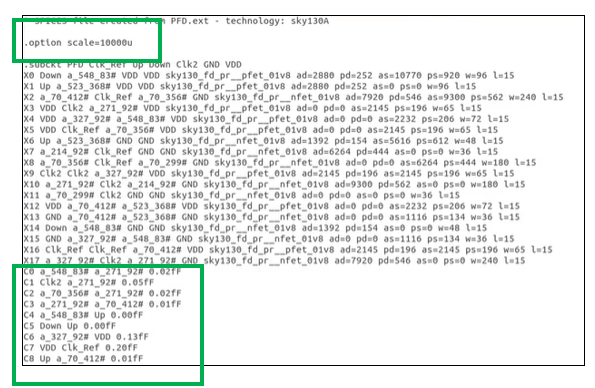 SPICE3 file created from PFD.ext - technology: sky130A
.option scale=10000u
.subckt PFD Clk_Ref Up Down Clk2 GND VDD
X0 Down a_548_83# VDD VDD sky130_fd_pr__pfet_01v8 ad=2880 pd=252 as=10770 ps=920 w=96 l=15
X1 Up a_523_368# VDD VDD sky130_fd_pr__pfet_01v8 ad=2880 pd=252 as=0 ps=0 w=96 l=15
X2 a_70_412# Clk_Ref a_70_356# GND sky130_fd_pr__nfet_01v8 ad=7920 pd=546 as=9300 ps=562 w=240 l=15
X3 VDD Clk2 a_271_92# VDD sky130_fd_pr__pfet_01v8 ad=0 pd=0 as=2145 ps=196 w=65 l=15
X4 VDD a_327_92# a_548_83# VDD sky130_fd_pr__pfet_01v8 ad=0 pd=0 as=2232 ps=206 w=72 l=15
X5 VDD Clk_Ref a_70_356# VDD sky130_fd_pr__pfet_01v8 ad=0 pd=0 as=2145 ps=196 w=65 l=15
X6 Up a_523_368# GND GND sky130_fd_pr__nfet_01v8 ad=1392 pd=154 as=5616 ps=612 w=48 l=15
X7 a_214_92# Clk_Ref GND GND sky130_fd_pr__nfet_01v8 ad=6264 pd=444 as=0 ps=0 w=36 l=15
X8 a_70_356# Clk_Ref a_70_299# GND sky130_fd_pr__nfet_01v8 ad=0 pd=0 as=6264 ps=444 w=180 l=15
X9 Clk2 Clk2 a_327_92# VDD sky130_fd_pr__pfet_01v8 ad=2145 pd=196 as=2145 ps=196 w=65 l=15
X10 a_271_92# Clk2 a_214_92# GND sky130_fd_pr__nfet_01v8 ad=9300 pd=562 as=0 ps=0 w=180 l=15
X11 a_70_299# Clk2 GND GND sky130_fd_pr__nfet_01v8 ad=0 pd=0 as=0 ps=0 w=36 l=15
X12 VDD a_70_412# a_523_368# VDD sky130_fd_pr__pfet_01v8 ad=0 pd=0 as=2232 ps=206 w=72 l=15
X13 GND a_70_412# a_523_368# GND sky130_fd_pr__nfet_01v8 ad=0 pd=0 as=1116 ps=134 w=36 l=15
X14 Down a_548_83# GND GND sky130_fd_pr__nfet_01v8 ad=1392 pd=154 as=0 ps=0 w=48 l=15
X15 GND a_327_92# a_548_83# GND sky130_fd_pr__nfet_01v8 ad=0 pd=0 as=1116 ps=134 w=36 l=15
X16 Clk_Ref Clk_Ref a_70_412# VDD sky130_fd_pr__pfet_01v8 ad=2145 pd=196 as=2145 ps=196 w=65 l=15
X17 a_327_92# Clk2 a_271_92# GND sky130_fd_pr__nfet_01v8 ad=7920 pd=546 as=0 ps=0 w=240 l=15
C0 a_548_83# a_271_92# 0.02fF
C1 Clk2 a_271_92# 0.05fF
C2 a_70_356# a_271_92# 0.02fF
C3 a_271_92# a_70_412# 0.01fF
C4 a_548_83# Up 0.00fF
C5 Down Up 0.00fF
C6 a_327_92# VDD 0.13fF
C7 VDD Clk_Ref 0.20fF
C8 Up a_70_412# 0.01fF